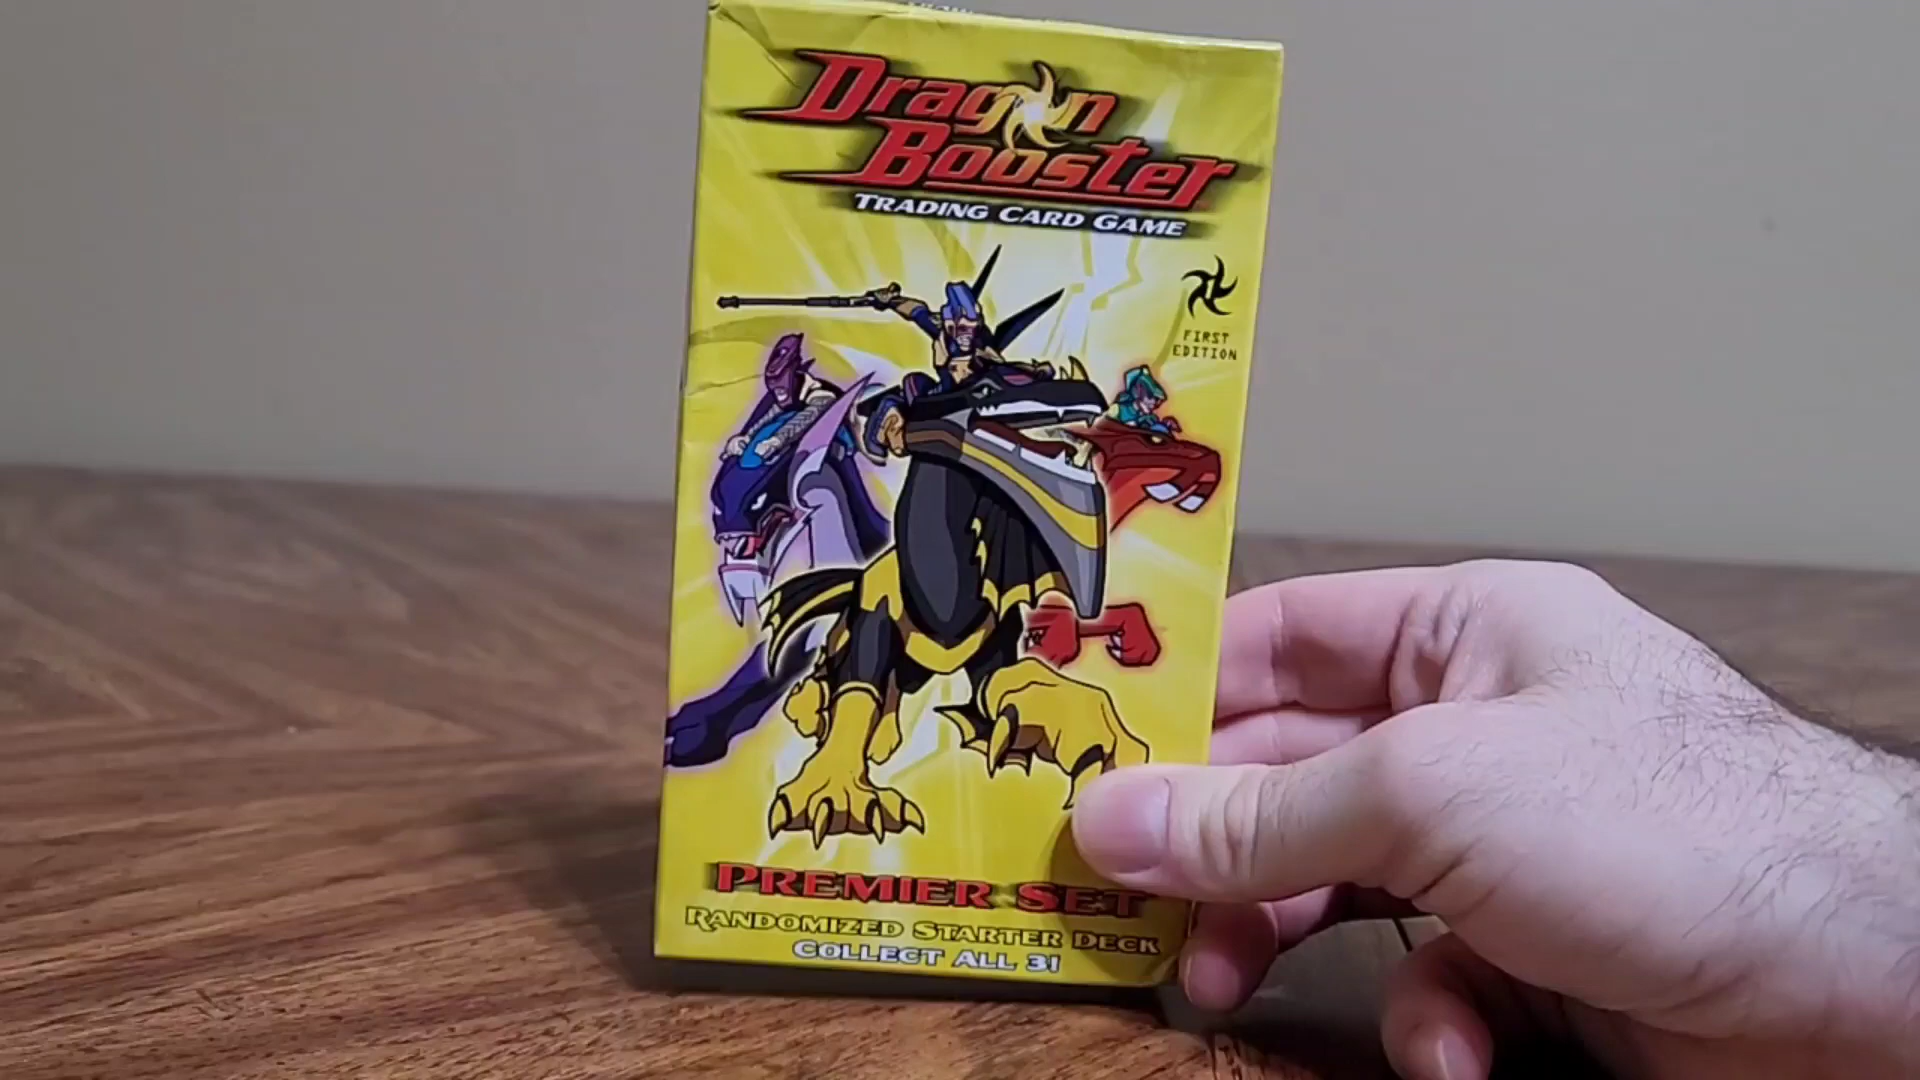 Dragon
Booster
TRADING CARD GAME
FIRST
EDITION
PREMIER SET
RANDOMIZED STARTER DECK
COLLECT ALL 3!